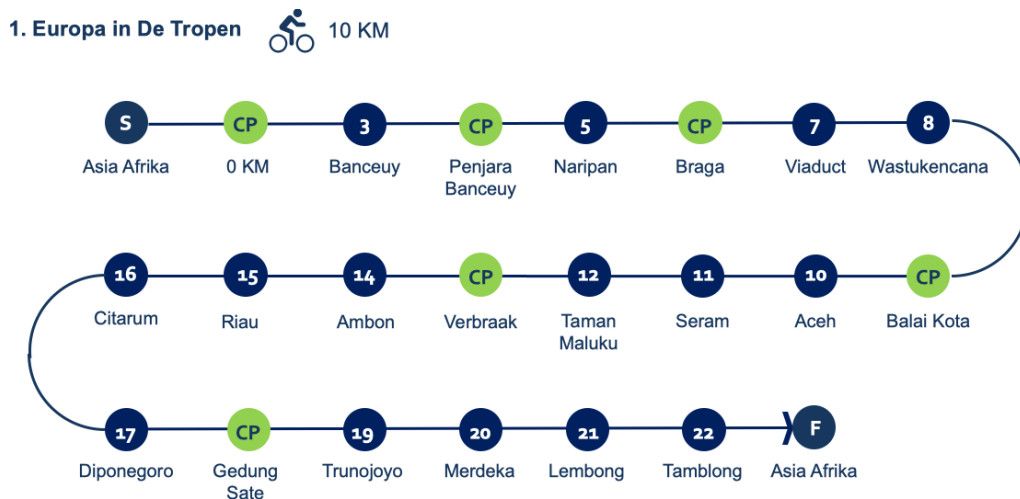 1. Europa in De Tropen 10 KM
S CP 3 CP 5 CP 7 8
Asia Afrika 0 KM Banceuy Penjara Naripan Braga Viaduct Wastukencana
Banceuy
16 15 14 CP 12 11 10 CP
Citarum Riau Ambon Verbraak Taman Seram Aceh Balai Kota
Maluku
17 CP 19 20 21 22 F
Diponegoro Gedung Trunojoyo Merdeka Lembong Tamblong Asia Afrika
Sate